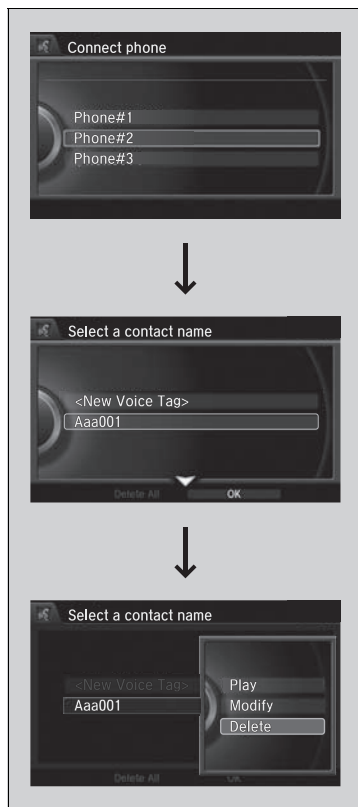 Connect phone
Phone#1
Phone#2
Phone#3
Select a contact name
<New Voice Tag>
Aaa001
Delete All OK
Select a contact name
<New Voice Tag>
Aaa001
Play
Modify
Delete
Delete All OK